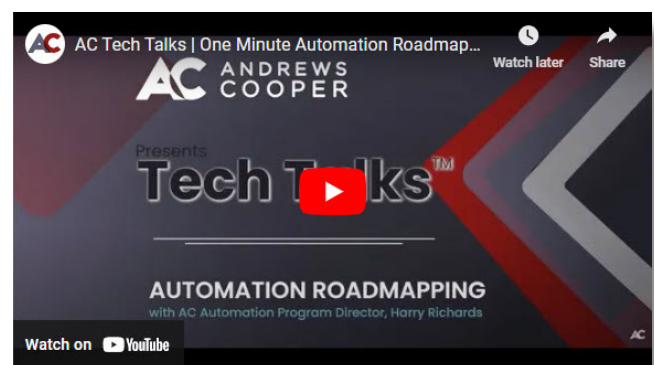 AC
AC Tech Talks | One Minute Automation Roadmap...
Watch later
Share
AC ANDREWS COOPER
Presents
Tech Talks™
AUTOMATION ROADMAPPING
with AC Automation Program Director, Harry Richards
Watch on YouTube
AC